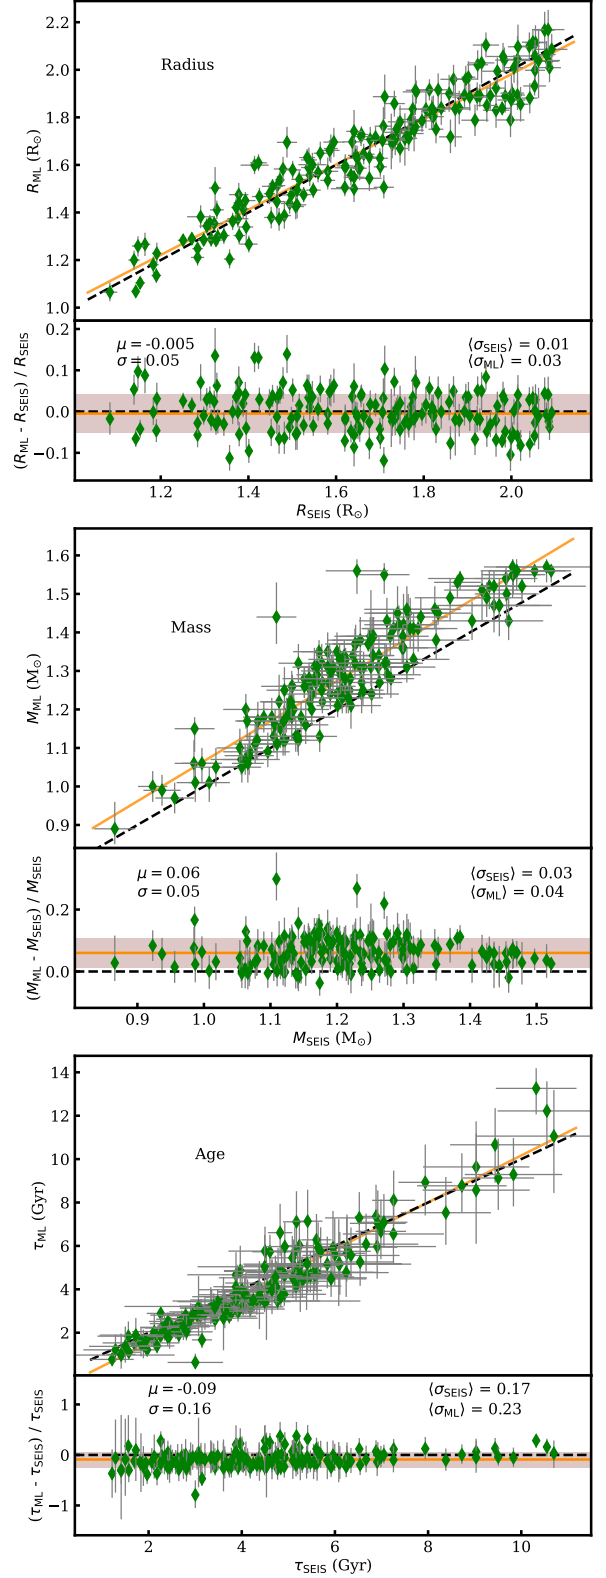 2.2
2.0
1.8
1.6
1.4
1.2
1.0
R_ML (R_⊙)
Radius
0.2
0.1
0.0
−0.1
(R_ML - R_SEIS) / R_SEIS
μ = -0.005
σ = 0.05
⟨σ_SEIS⟩ = 0.01
⟨σ_ML⟩ = 0.03
1.2 1.4 1.6 1.8 2.0
R_SEIS (R_⊙)
1.6
1.5
1.4
1.3
1.2
1.1
1.0
0.9
M_ML (M_⊙)
Mass
0.2
0.0
(M_ML - M_SEIS) / M_SEIS
μ = 0.06
σ = 0.05
⟨σ_SEIS⟩ = 0.03
⟨σ_ML⟩ = 0.04
0.9 1.0 1.1 1.2 1.3 1.4 1.5
M_SEIS (M_⊙)
14
12
10
8
6
4
2
τ_ML (Gyr)
Age
1
0
−1
(τ_ML - τ_SEIS) / τ_SEIS
μ = -0.09
σ = 0.16
⟨σ_SEIS⟩ = 0.17
⟨σ_ML⟩ = 0.23
2 4 6 8 10
τ_SEIS (Gyr)